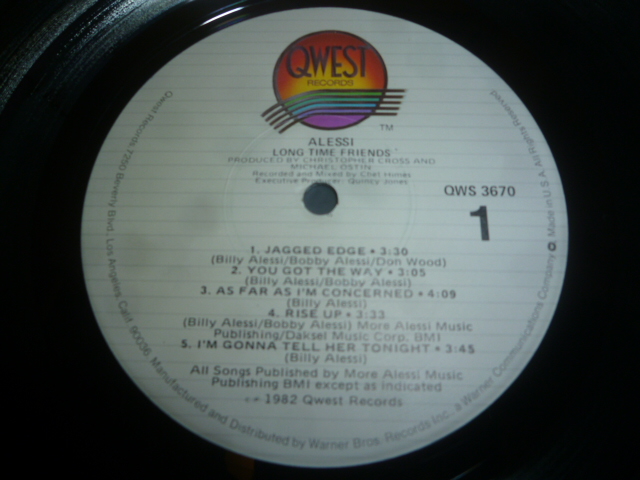 QWEST
RECORDS
TM
ALESSI
LONG TIME FRIENDS
PRODUCED BY CHRISTOPHER CROSS AND
MICHAEL OSTIN
Recorded and Mixed by Chet Himes
Executive Producer: Quincy Jones
QWS 3670
1
1. JAGGED EDGE • 3:30
(Billy Alessi/Bobby Alessi/Don Wood)
2. YOU GOT THE WAY • 3:05
(Billy Alessi/Bobby Alessi)
3. AS FAR AS I'M CONCERNED • 4:09
(Billy Alessi)
4. RISE UP • 3:33
(Billy Alessi/Bobby Alessi) More Alessi Music
Publishing/Daksel Music Corp. BMI
5. I'M GONNA TELL HER TONIGHT • 3:45
(Billy Alessi)
All Songs Published by More Alessi Music
Publishing BMI except as indicated
1982 Qwest Records
Qwest Records 7250 Beverly Blvd., Los Angeles, Calif. 90036, Manufactured and Distributed by Warner Bros. Records Inc., a Warner Communications Company Made in U.S.A. All Rights Reserved